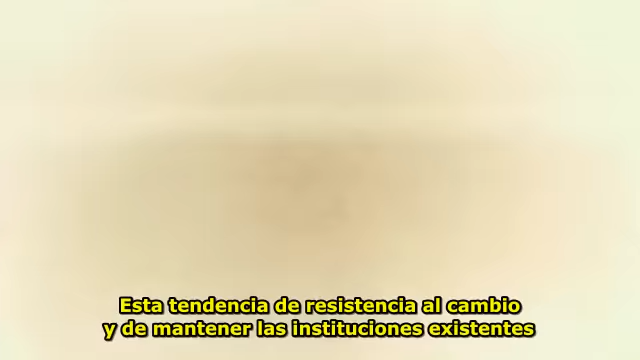 Esta tendencia de resistencia al cambio
y de mantener las instituciones existentes